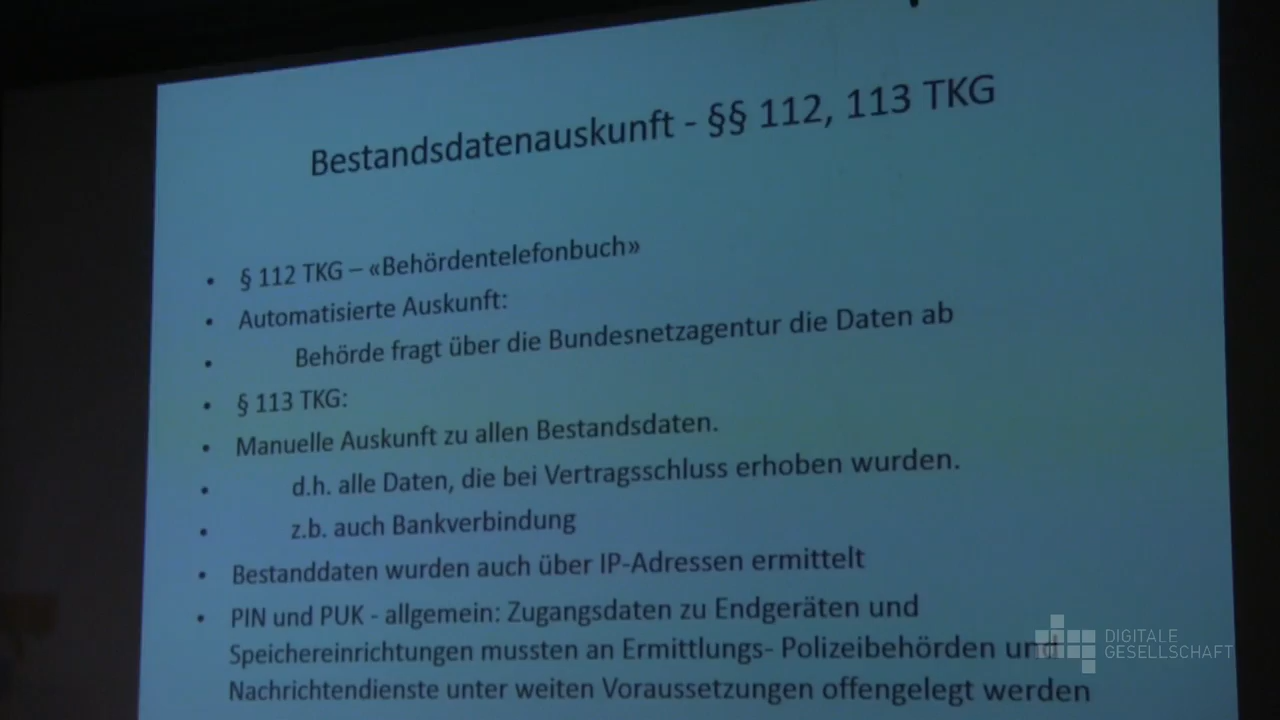 Bestandsdatenauskunft - §§ 112, 113 TKG
• § 112 TKG – «Behördentelefonbuch»
• Automatisierte Auskunft:
• Behörde fragt über die Bundesnetzagentur die Daten ab
• § 113 TKG:
• Manuelle Auskunft zu allen Bestandsdaten.
• d.h. alle Daten, die bei Vertragsschluss erhoben wurden.
• z.b. auch Bankverbindung
• Bestanddaten wurden auch über IP-Adressen ermittelt
• PIN und PUK - allgemein: Zugangsdaten zu Endgeräten und
Speichereinrichtungen mussten an Ermittlungs- Polizeibehörden und
Nachrichtendienste unter weiten Voraussetzungen offengelegt werden
DIGITALE
GESELLSCHAFT